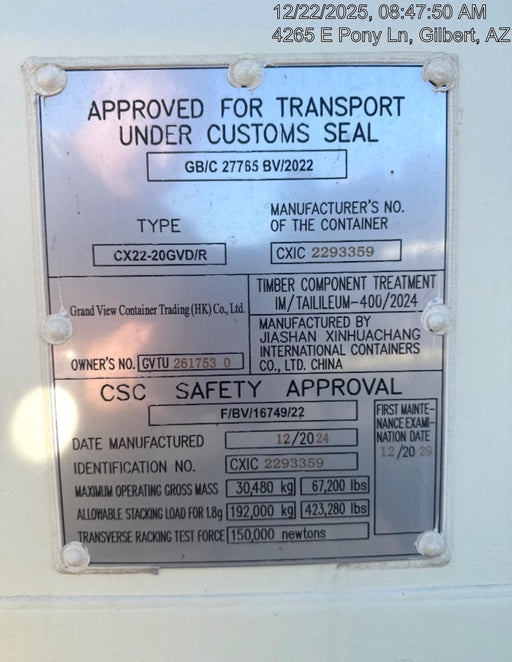 12/22/2025, 08:47:50 AM
4265 E Pony Ln, Gilbert, AZ
APPROVED FOR TRANSPORT
UNDER CUSTOMS SEAL
GB/C 27765 BV/2022
TYPE
CX22-20GVD/R
MANUFACTURER'S NO.
OF THE CONTAINER
CXIC 2293359
Grand View Container Trading (HK) Co., Ltd.
OWNER'S NO. GVTU 261753 0
TIMBER COMPONENT TREATMENT
IM/TAILILEUM-400/2024
MANUFACTURED BY
JIASHAN XINHUACHANG
INTERNATIONAL CONTAINERS
CO., LTD. CHINA
CSC SAFETY APPROVAL
F/BV/16749/22
DATE MANUFACTURED 12/2024
IDENTIFICATION NO. CXIC 2293359
MAXIMUM OPERATING GROSS MASS 30,480 kg 67,200 lbs
ALLOWABLE STACKING LOAD FOR 1.8g 192,000 kg 423,280 lbs
TRANSVERSE RACKING TEST FORCE 150,000 newtons
FIRST MAINTE-
NANCE EXAMI-
NATION DATE
12/20 29